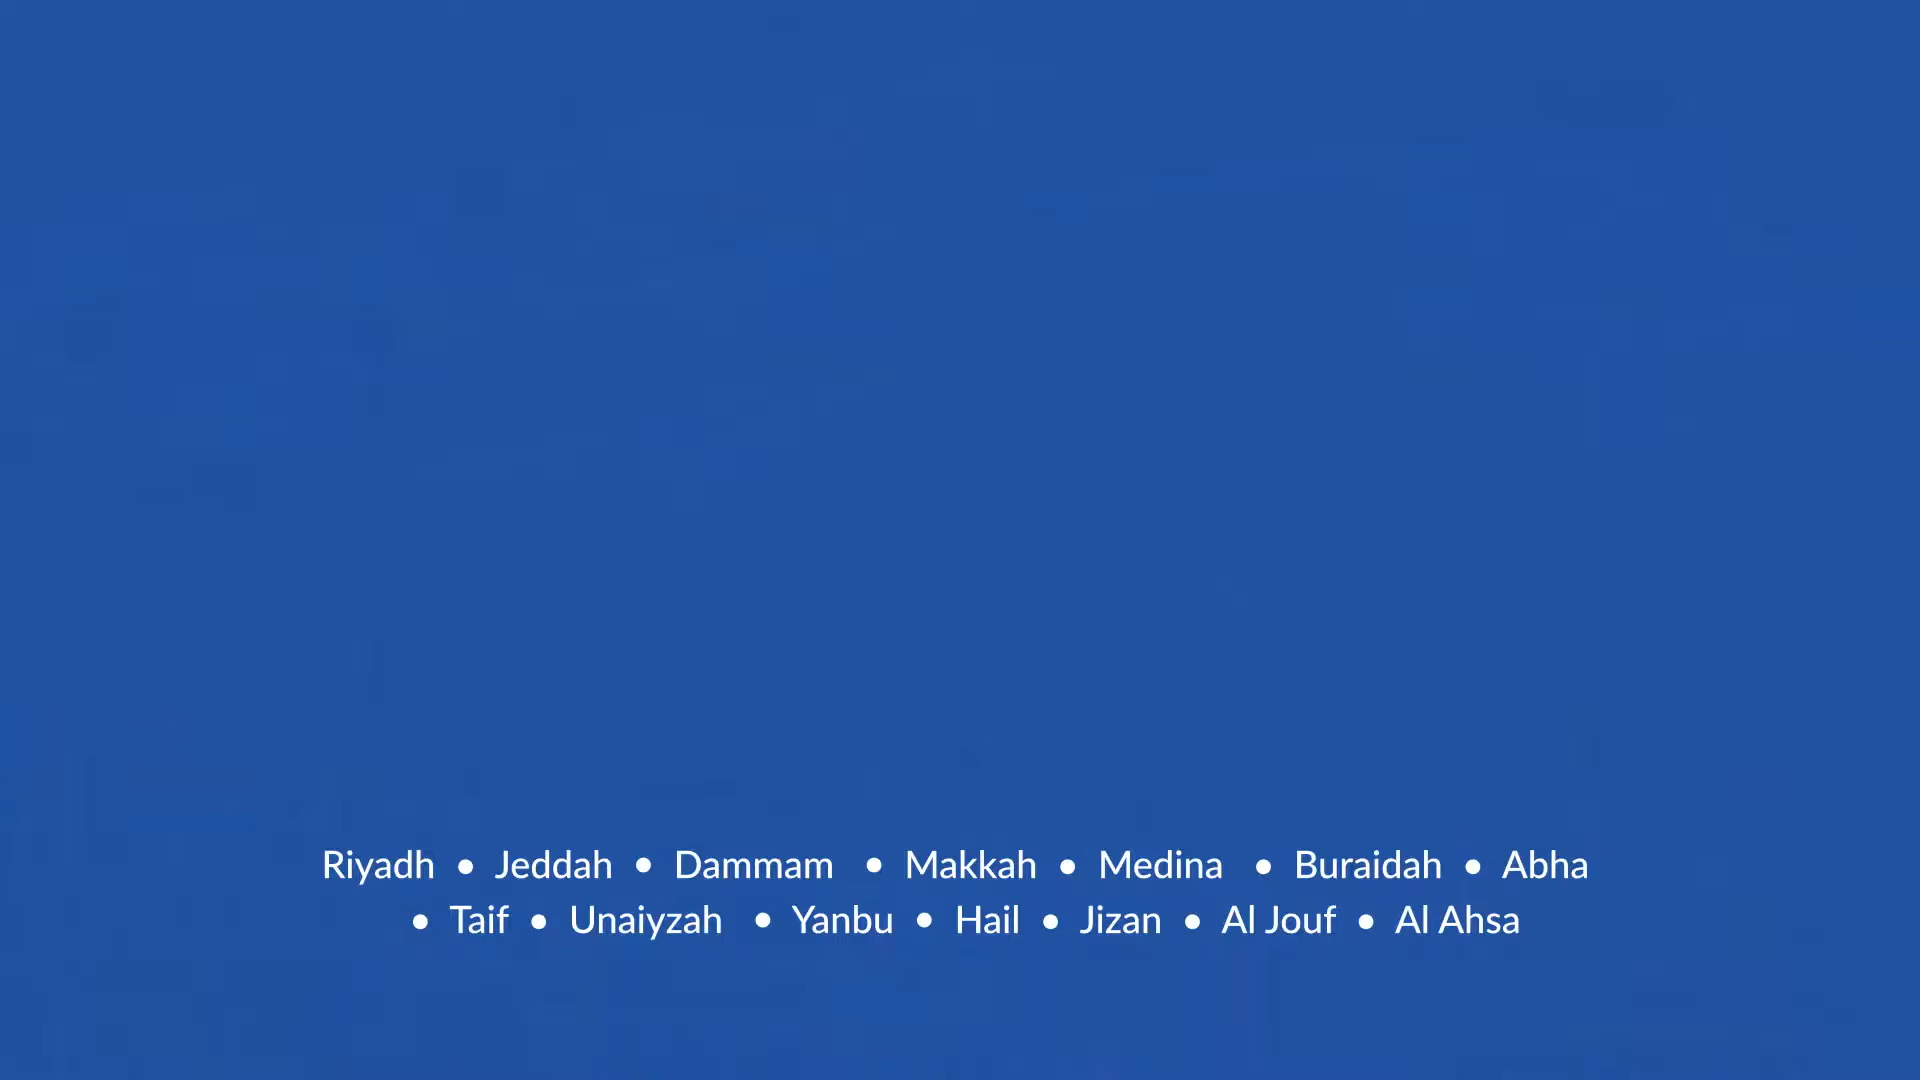 Riyadh • Jeddah • Dammam • Makkah • Medina • Buraidah • Abha
• Taif • Unaiyzah • Yanbu • Hail • Jizan • Al Jouf • Al Ahsa